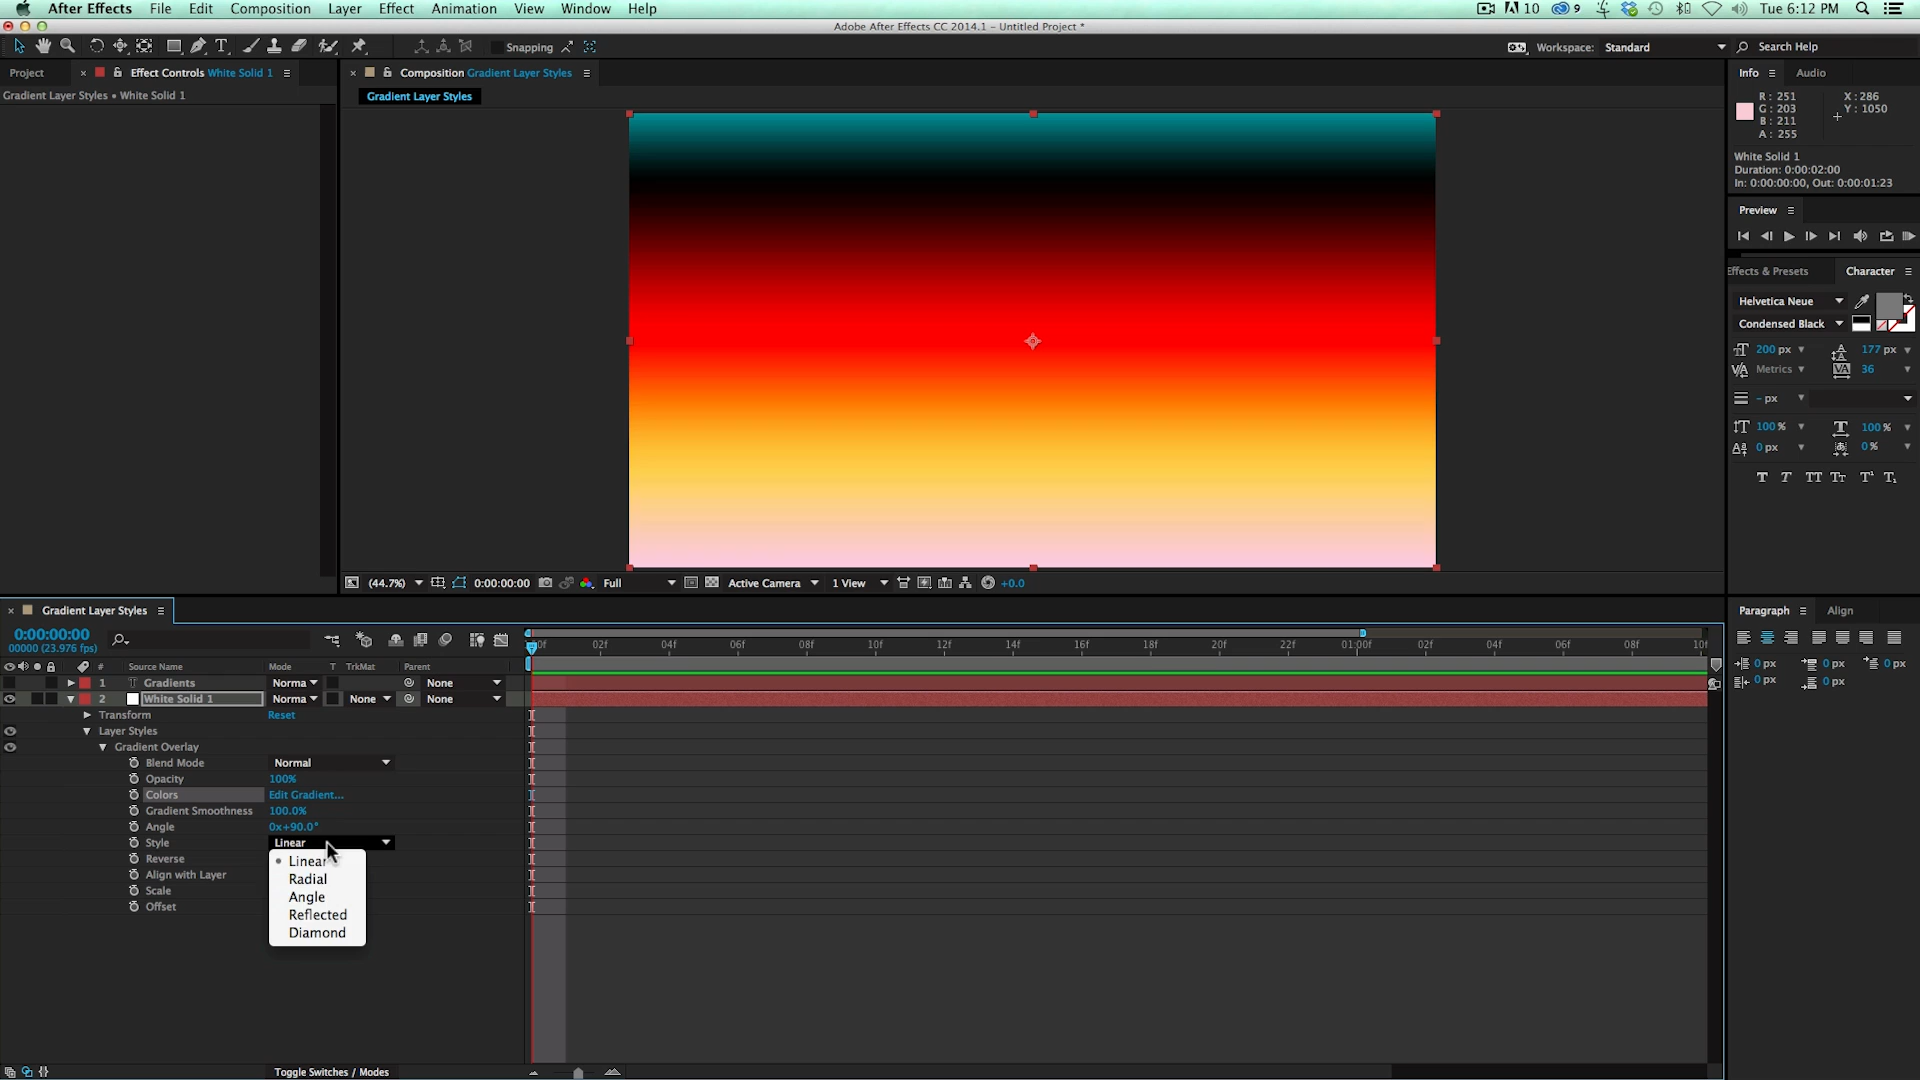 After Effects File Edit Composition Layer Effect Animation View Window Help 10 9 Tue 6:12 PM
Adobe After Effects CC 2014.1 – Untitled Project *
Snapping Workspace: Standard Search Help
Project × Effect Controls White Solid 1 × Composition Gradient Layer Styles Info Audio
Gradient Layer Styles • White Solid 1 Gradient Layer Styles
R: 251 X: 286
G: 203 Y: 1050
B: 211
A: 255
White Solid 1
Duration: 0:00:02:00
In: 0:00:00:00, Out: 0:00:01:23
Preview
Effects & Presets Character
Helvetica Neue
Condensed Black
200 px 177 px
Metrics 36
- px
100% 100%
0 px 0%
T T TT TT T¹ T₁
(44.7%) 0:00:00:00 Full Active Camera 1 View +0.0
× Gradient Layer Styles Paragraph Align
0:00:00:00
00000 (23.976 fps)
00f 02f 04f 06f 08f 10f 12f 14f 16f 18f 20f 22f 01:00f 02f 04f 06f 08f 10f
# Source Name Mode T TrkMat Parent
0 px 0 px 0 px
0 px 0 px
1 T Gradients Norma None
2 White Solid 1 Norma None None
Transform Reset
Layer Styles
Gradient Overlay
Blend Mode Normal
Opacity 100%
Colors Edit Gradient...
Gradient Smoothness 100.0%
Angle 0x+90.0°
Style Linear
Reverse
Align with Layer
Scale
Offset
• Linear
Radial
Angle
Reflected
Diamond
Toggle Switches / Modes